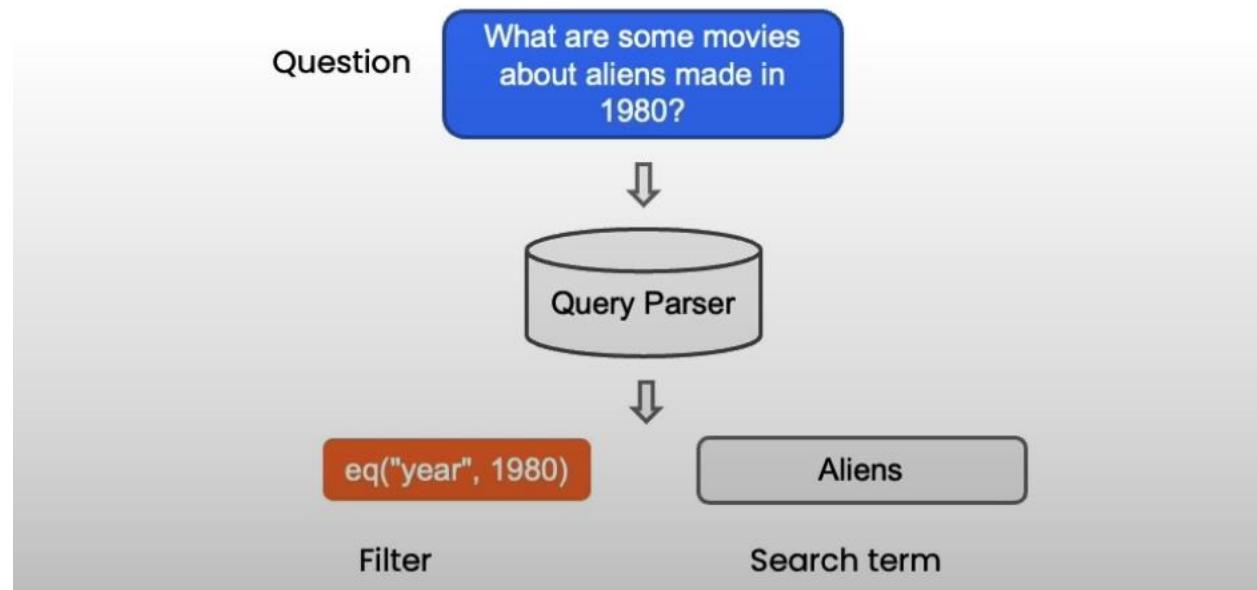 Question
What are some movies
about aliens made in
1980?
Query Parser
eq("year", 1980)
Aliens
Filter
Search term